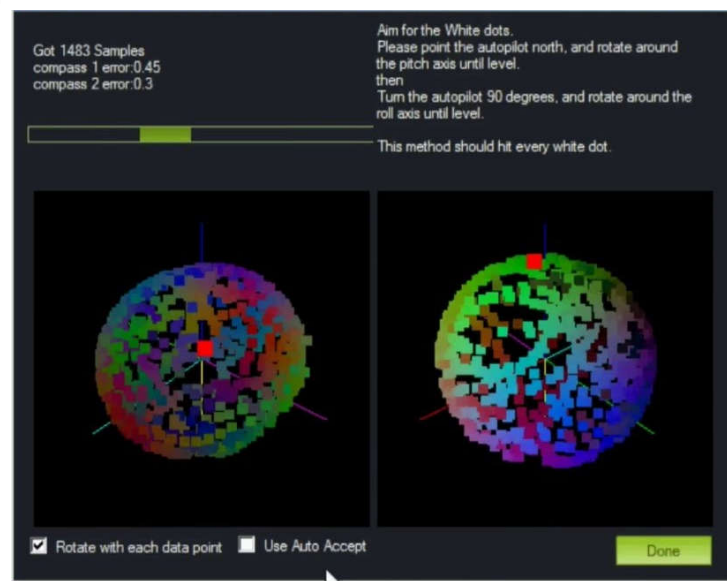 Got 1483 Samples
compass 1 error:0.45
compass 2 error:0.3
Aim for the White dots.
Please point the autopilot north, and rotate around
the pitch axis until level.
then
Turn the autopilot 90 degrees, and rotate around the
roll axis until level.
This method should hit every white dot.
Rotate with each data point
Use Auto Accept
Done